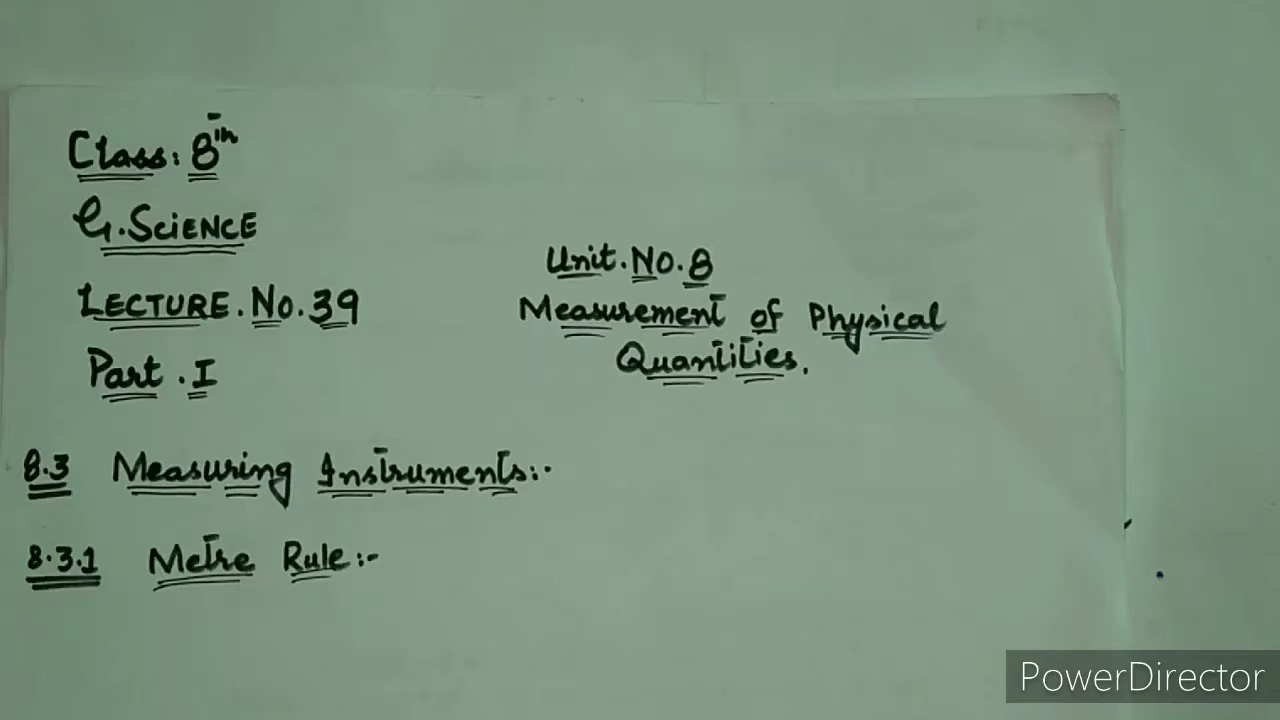 Class: 8th
G.SCiENCE
LECTURE.No.39
Part.I
Unit.No.8
Measurement of Physical
Quantities.
8.3 Measuring Instruments:-
8.3.1 Metre Rule:-
PowerDirector